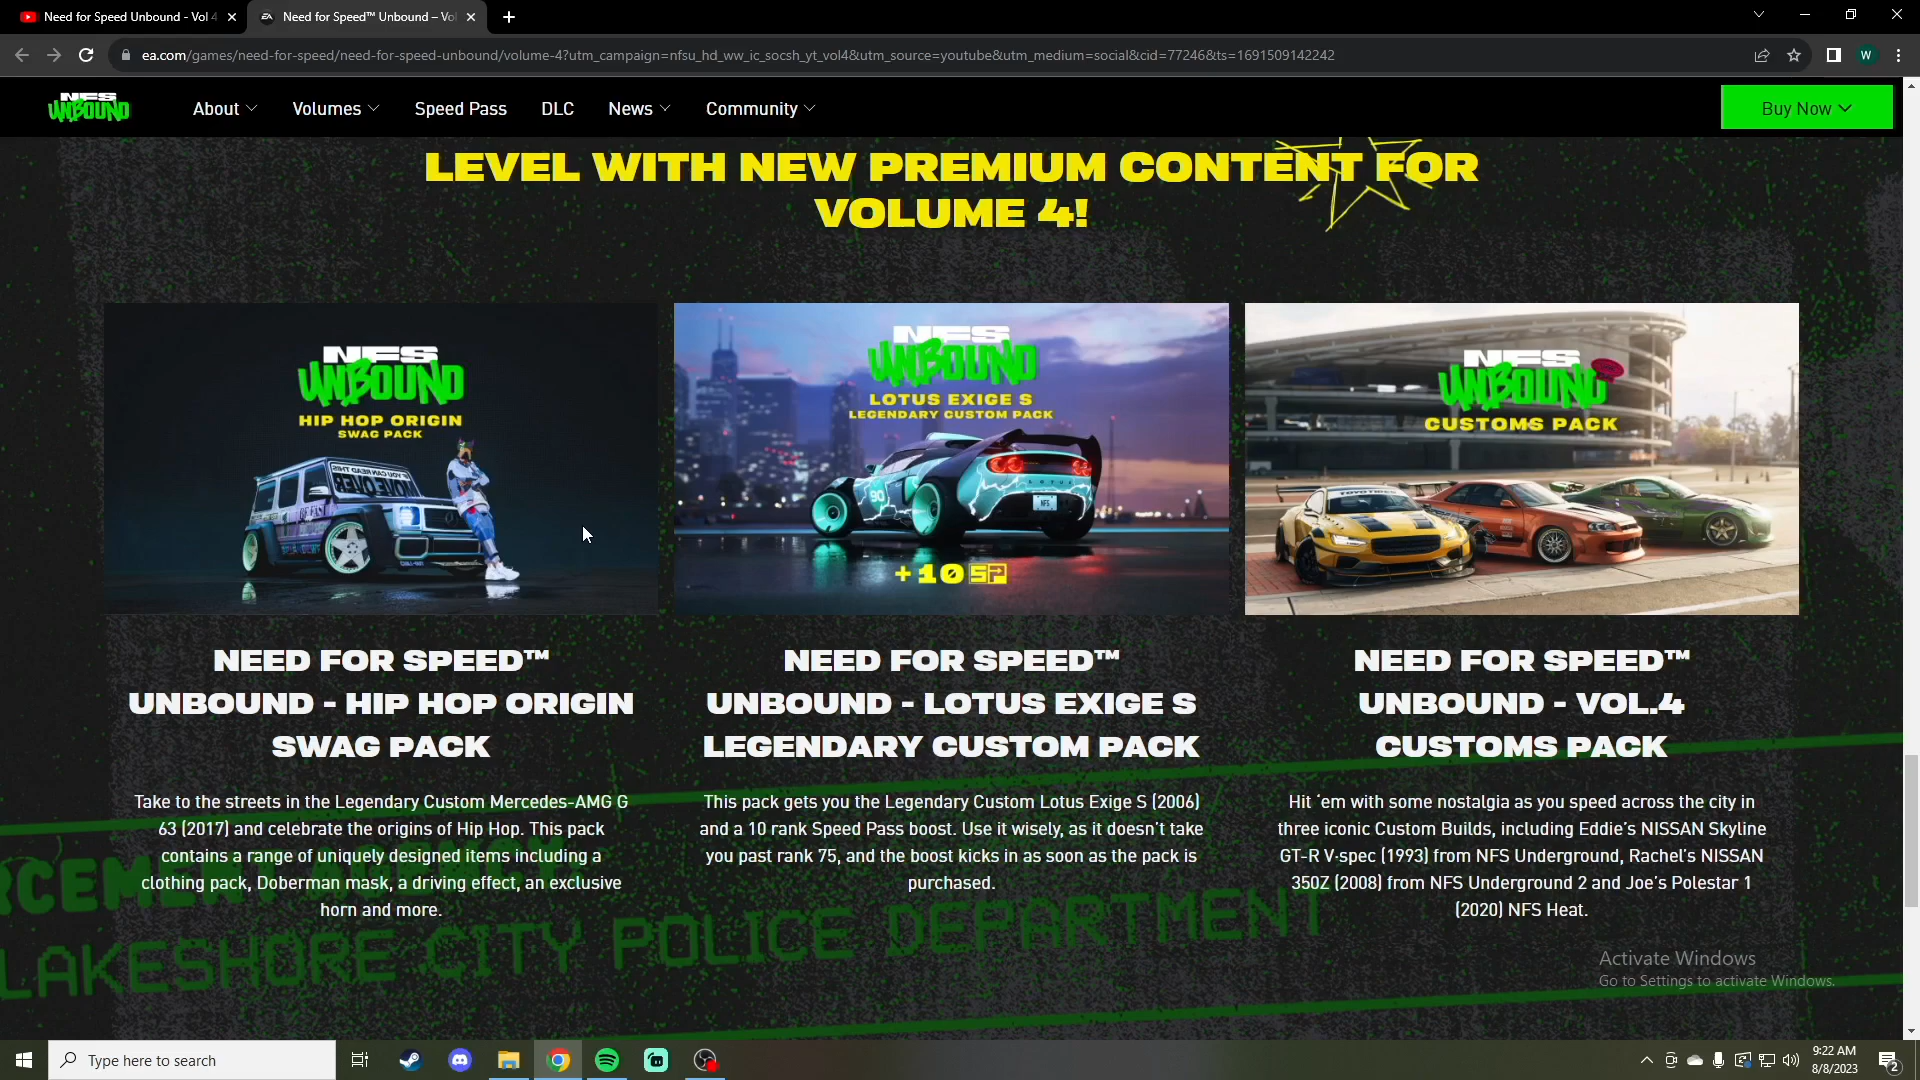 Need for Speed Unbound - Vol 4
Need for Speed™ Unbound – Vol
ea.com/games/need-for-speed/need-for-speed-unbound/volume-4?utm_campaign=nfsu_hd_ww_ic_socsh_yt_vol4&utm_source=youtube&utm_medium=social&cid=77246&ts=1691509142242
W
NFS
UNBOUND
About
Volumes
Speed Pass
DLC
News
Community
Buy Now
LEVEL WITH NEW PREMIUM CONTENT FOR
VOLUME 4!
NFS
UNBOUND
HIP HOP ORIGIN
SWAG PACK
NFS
UNBOUND
LOTUS EXIGE S
LEGENDARY CUSTOM PACK
90
LOTUS
NFS
+10 SP
NFS
UNBOUND
CUSTOMS PACK
TOYO TIRES
NEED FOR SPEED™
UNBOUND - HIP HOP ORIGIN
SWAG PACK
Take to the streets in the Legendary Custom Mercedes-AMG G
63 (2017) and celebrate the origins of Hip Hop. This pack
contains a range of uniquely designed items including a
clothing pack, Doberman mask, a driving effect, an exclusive
horn and more.
NEED FOR SPEED™
UNBOUND - LOTUS EXIGE S
LEGENDARY CUSTOM PACK
This pack gets you the Legendary Custom Lotus Exige S (2006)
and a 10 rank Speed Pass boost. Use it wisely, as it doesn't take
you past rank 75, and the boost kicks in as soon as the pack is
purchased.
NEED FOR SPEED™
UNBOUND - VOL.4
CUSTOMS PACK
Hit ‘em with some nostalgia as you speed across the city in
three iconic Custom Builds, including Eddie's NISSAN Skyline
GT-R V·spec (1993) from NFS Underground, Rachel's NISSAN
350Z (2008) from NFS Underground 2 and Joe's Polestar 1
(2020) NFS Heat.
RCEMENT AGENCY
LAKESHORE CITY POLICE DEPARTMENT
Activate Windows
Go to Settings to activate Windows.
Type here to search
9:22 AM
8/8/2023
2